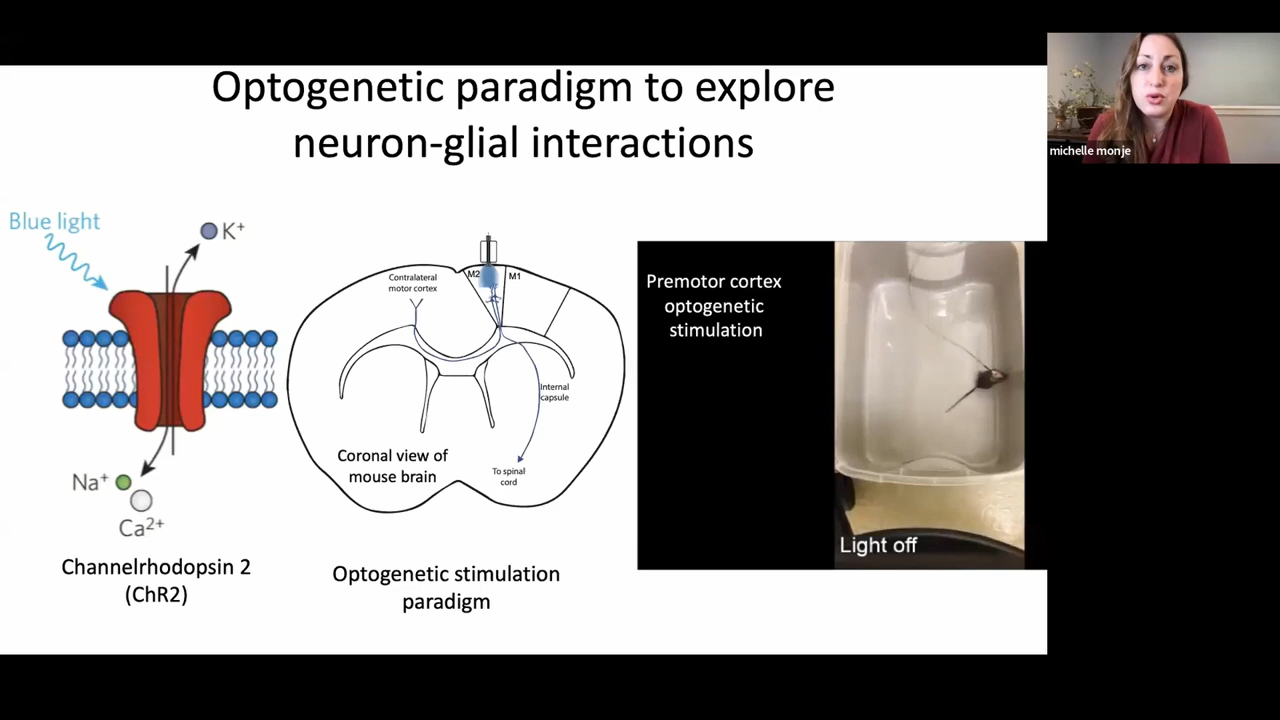 Optogenetic paradigm to explore
neuron-glial interactions
michelle monje
Blue light
K+
Na+
Ca2+
Channelrhodopsin 2
(ChR2)
Contralateral
motor cortex
M2
M1
Internal
capsule
Coronal view of
mouse brain
To spinal
cord
Optogenetic stimulation
paradigm
Premotor cortex
optogenetic
stimulation
Light off